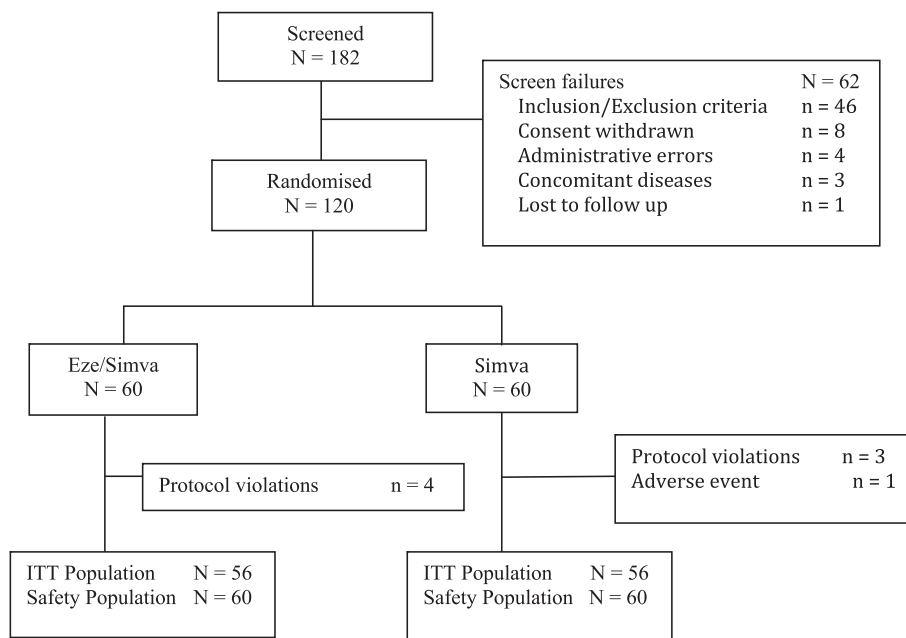 Screened
N = 182
Screen failures N = 62
Inclusion/Exclusion criteria n = 46
Consent withdrawn n = 8
Administrative errors n = 4
Concomitant diseases n = 3
Lost to follow up n = 1
Randomised
N = 120
Eze/Simva
N = 60
Simva
N = 60
Protocol violations n = 4
Protocol violations n = 3
Adverse event n = 1
ITT Population N = 56
Safety Population N = 60
ITT Population N = 56
Safety Population N = 60